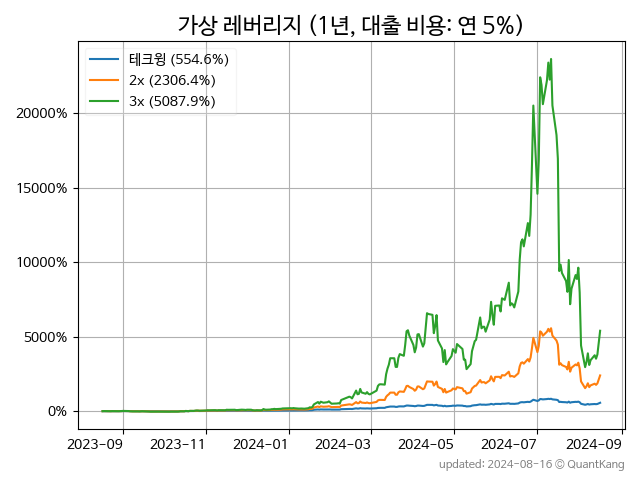 가상 레버리지 (1년, 대출 비용: 연 5%)
테크윙 (554.6%)
2x (2306.4%)
3x (5087.9%)
20000%
15000%
10000%
5000%
0%
2023-09 2023-11 2024-01 2024-03 2024-05 2024-07 2024-09
updated: 2024-08-16 © QuantKang